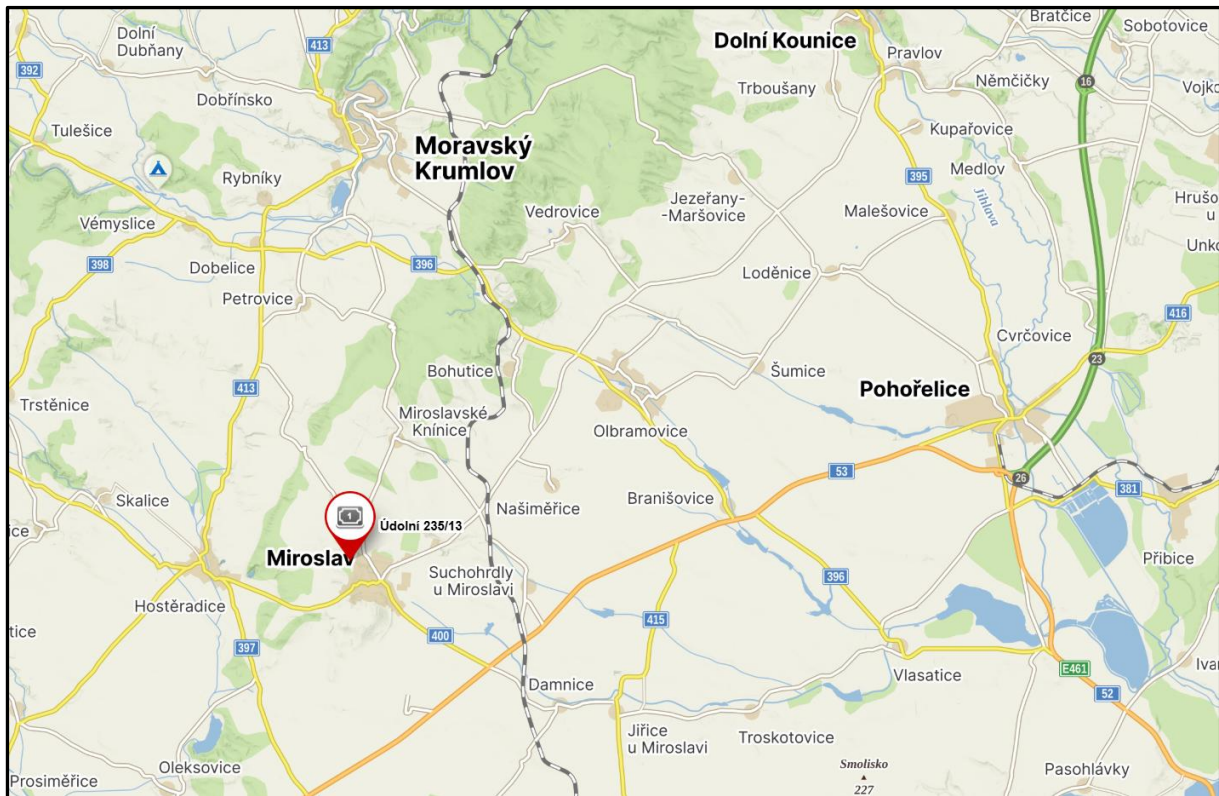 Bratčice
Sobotovice
Dolní
Dubňany
413
Dolní Kounice
Pravlov
392
Němčičky
16
Vojko
Trboušany
Dobřínsko
Tulešice
Moravský
Krumlov
Kupařovice
Medlov
Rybníky
395
Jezeřany-
-Maršovice
Jihlava
Hrušo
u
Vémyslice
Vedrovice
Malešovice
Unko
398
Dobelice
396
Loděnice
Petrovice
416
Cvrčovice
23
Bohutice
Šumice
413
Pohořelice
Trstěnice
Miroslavské
Knínice
Olbramovice
53
26
381
Skalice
Branišovice
Našiměřice
ice
1
Údolní 235/13
Miroslav
Přibice
Suchohrdly
u Miroslavi
396
Hostěradice
415
tice
400
397
Vlasatice
E461
Ivan
Damnice
52
Jiřice
u Miroslavi
Troskotovice
Oleksovice
Smolisko
227
Pasohlávky
Prosiměřice